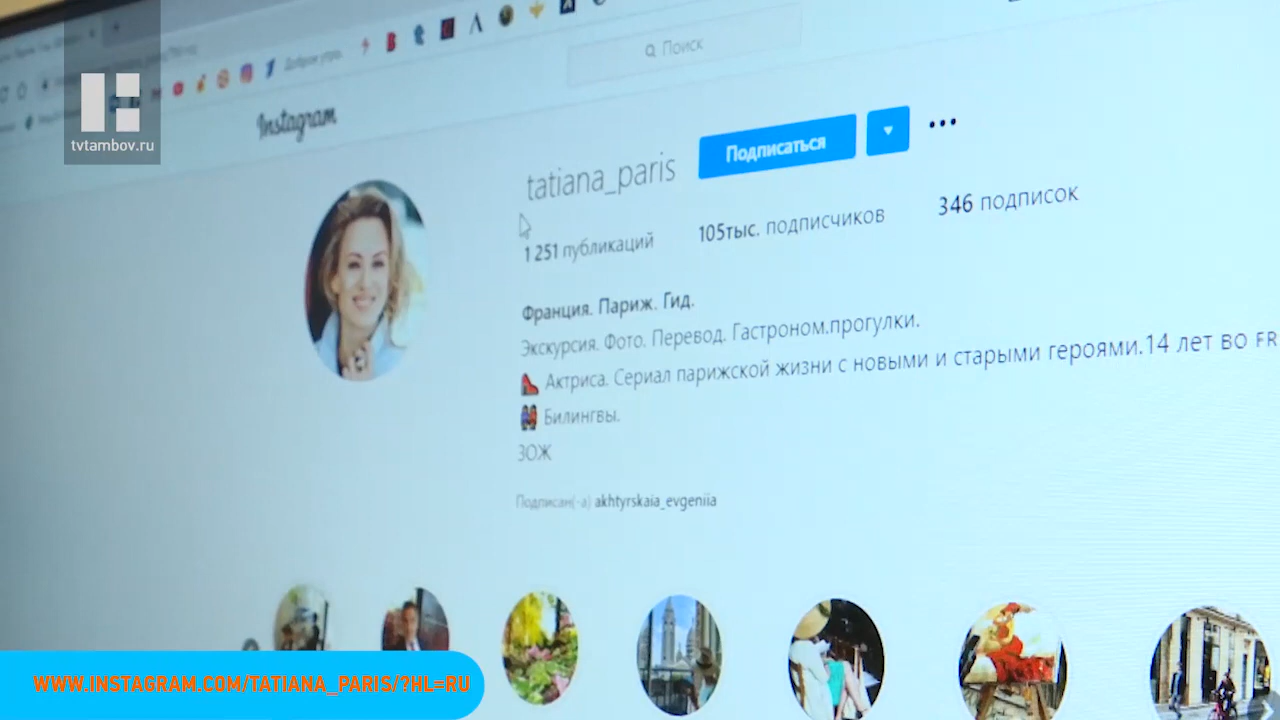 tvtambov.ru
Поиск
Instagram
tatiana_paris
Подписаться
1 251 публикаций
105тыс. подписчиков
346 подписок
Франция. Париж. Гид.
Экскурсия. Фото. Перевод. Гастроном.прогулки.
Актриса. Сериал парижской жизни с новыми и старыми героями.14 лет во FR
Билингвы.
ЗОЖ
Подписан(-а) akhtyrskaia_evgeniia
WWW.INSTAGRAM.COM/TATIANA_PARIS/?HL=RU